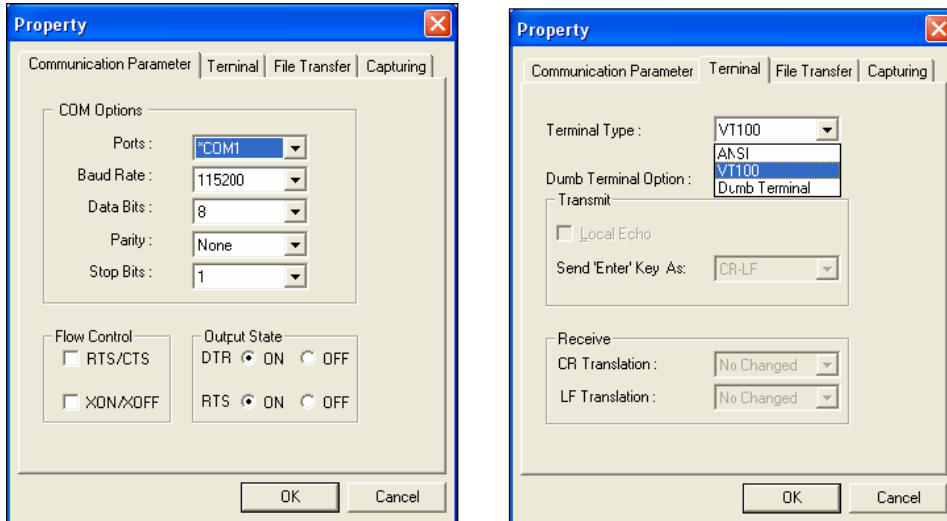 Property
Communication Parameter Terminal File Transfer Capturing
COM Options
Ports : *COM1
Baud Rate : 115200
Data Bits : 8
Parity : None
Stop Bits : 1
Flow Control
RTS/CTS
XON/XOFF
Output State
DTR ON OFF
RTS ON OFF
OK Cancel
Property
Communication Parameter Terminal File Transfer Capturing
Terminal Type : VT100
ANSI
VT100
Dumb Terminal
Dumb Terminal Option :
Transmit
Local Echo
Send 'Enter' Key As: CR-LF
Receive
CR Translation : No Changed
LF Translation : No Changed
OK Cancel